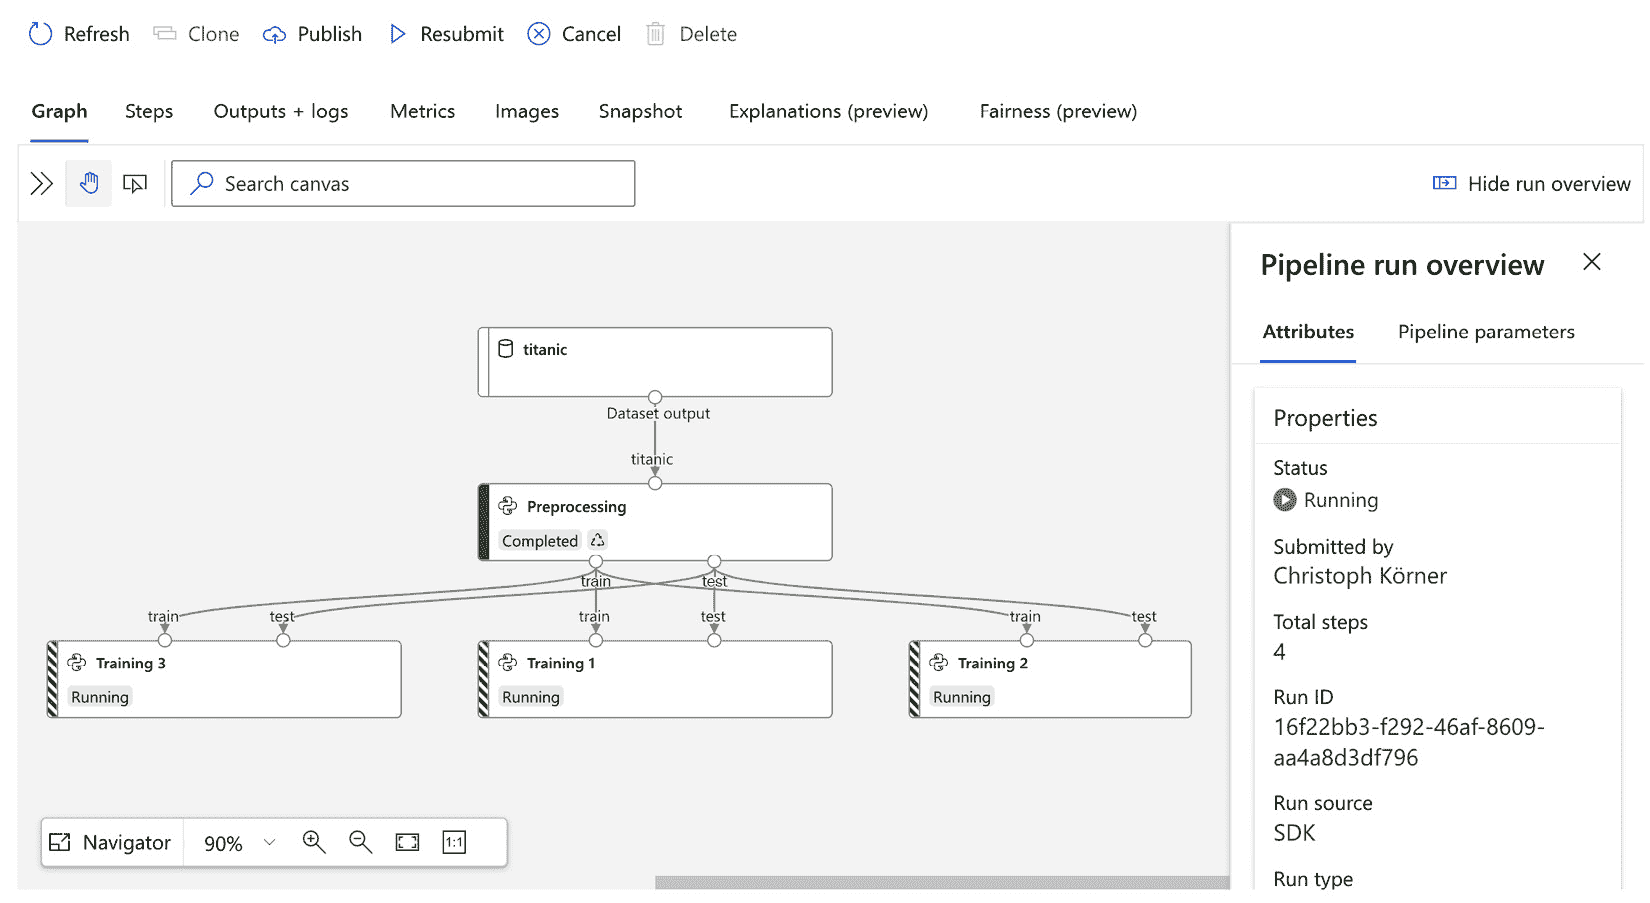 Refresh Clone Publish Resubmit Cancel Delete
Graph Steps Outputs + logs Metrics Images Snapshot Explanations (preview) Fairness (preview)
Search canvas
Hide run overview
titanic
Dataset output
titanic
Preprocessing
Completed
train test
train test train test train test
Training 3 Training 1 Training 2
Running Running Running
Navigator 90% 1:1
Pipeline run overview
Attributes Pipeline parameters
Properties
Status
Running
Submitted by
Christoph Körner
Total steps
4
Run ID
16f22bb3-f292-46af-8609-
aa4a8d3df796
Run source
SDK
Run type